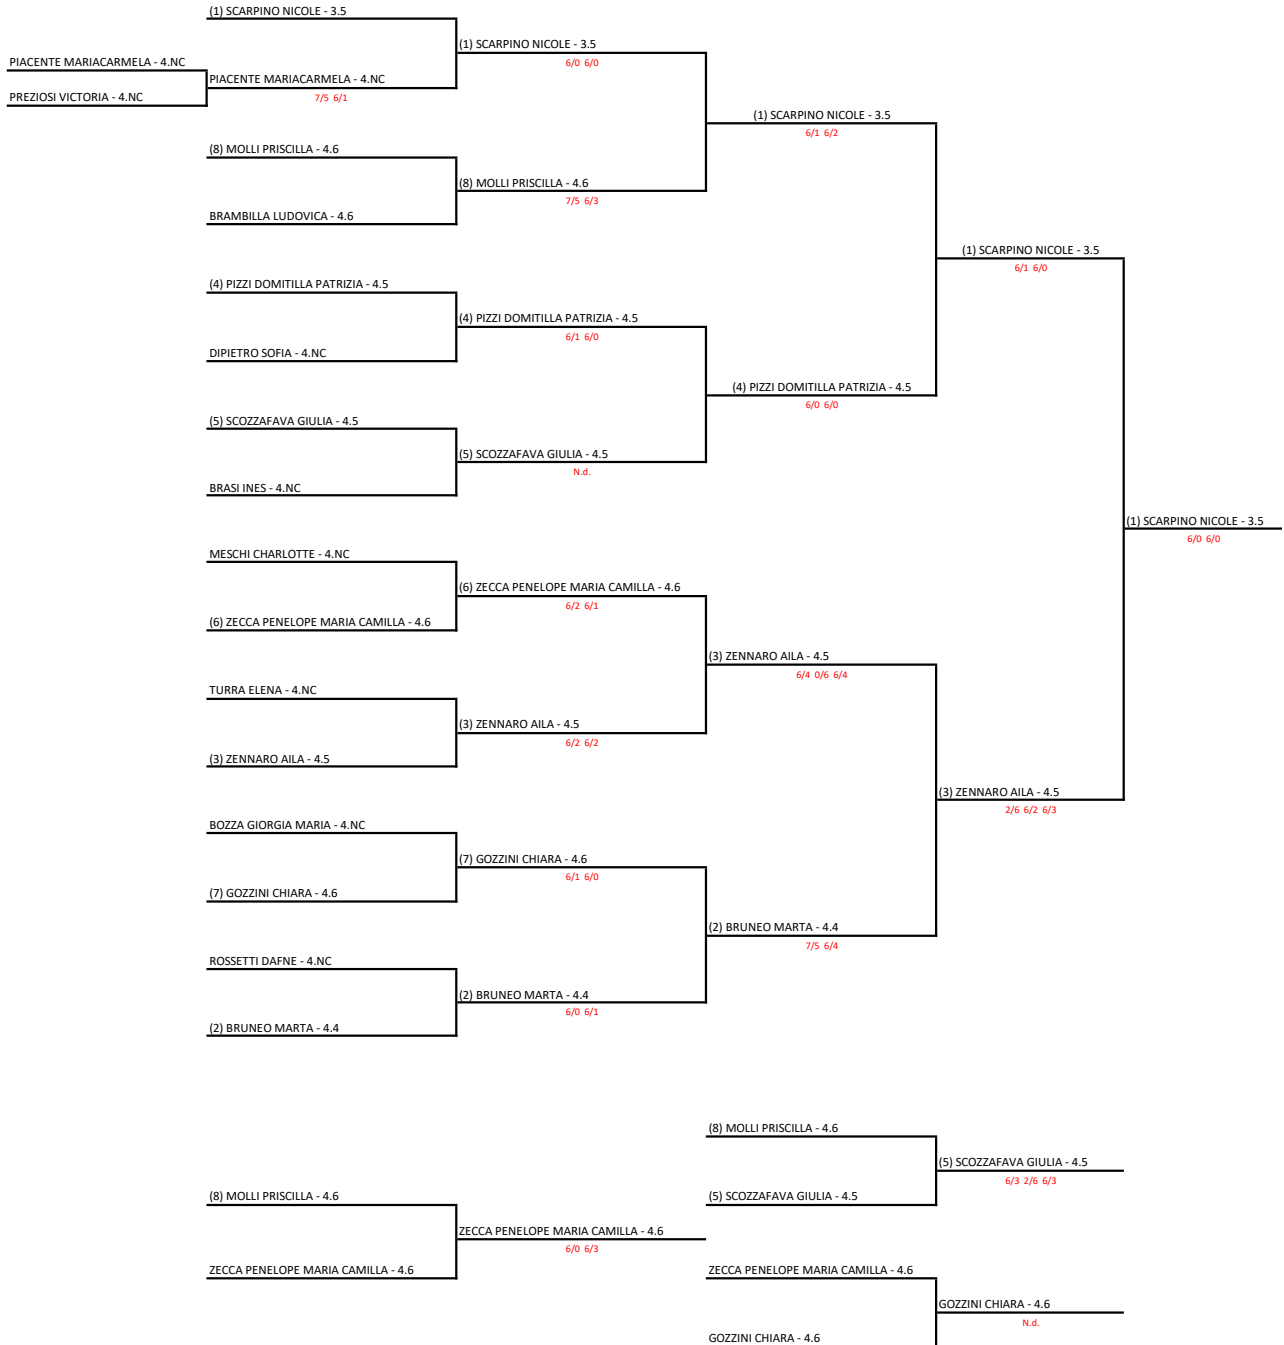 (1) SCARPINO NICOLE - 3.5
(1) SCARPINO NICOLE - 3.5
6/0 6/0
PIACENTE MARIACARMELA - 4.NC
PIACENTE MARIACARMELA - 4.NC
7/5 6/1
PREZIOSI VICTORIA - 4.NC
(1) SCARPINO NICOLE - 3.5
6/1 6/2
(8) MOLLI PRISCILLA - 4.6
(8) MOLLI PRISCILLA - 4.6
7/5 6/3
BRAMBILLA LUDOVICA - 4.6
(1) SCARPINO NICOLE - 3.5
6/1 6/0
(4) PIZZI DOMITILLA PATRIZIA - 4.5
(4) PIZZI DOMITILLA PATRIZIA - 4.5
6/1 6/0
DIPIETRO SOFIA - 4.NC
(4) PIZZI DOMITILLA PATRIZIA - 4.5
6/0 6/0
(5) SCOZZAFAVA GIULIA - 4.5
(5) SCOZZAFAVA GIULIA - 4.5
N.d.
BRASI INES - 4.NC
(1) SCARPINO NICOLE - 3.5
6/0 6/0
MESCHI CHARLOTTE - 4.NC
(6) ZECCA PENELOPE MARIA CAMILLA - 4.6
6/2 6/1
(6) ZECCA PENELOPE MARIA CAMILLA - 4.6
(3) ZENNARO AILA - 4.5
6/4 0/6 6/4
TURRA ELENA - 4.NC
(3) ZENNARO AILA - 4.5
6/2 6/2
(3) ZENNARO AILA - 4.5
(3) ZENNARO AILA - 4.5
2/6 6/2 6/3
BOZZA GIORGIA MARIA - 4.NC
(7) GOZZINI CHIARA - 4.6
6/1 6/0
(7) GOZZINI CHIARA - 4.6
(2) BRUNEO MARTA - 4.4
7/5 6/4
ROSSETTI DAFNE - 4.NC
(2) BRUNEO MARTA - 4.4
6/0 6/1
(2) BRUNEO MARTA - 4.4
(8) MOLLI PRISCILLA - 4.6
(5) SCOZZAFAVA GIULIA - 4.5
6/3 2/6 6/3
(5) SCOZZAFAVA GIULIA - 4.5
(8) MOLLI PRISCILLA - 4.6
ZECCA PENELOPE MARIA CAMILLA - 4.6
6/0 6/3
ZECCA PENELOPE MARIA CAMILLA - 4.6
ZECCA PENELOPE MARIA CAMILLA - 4.6
GOZZINI CHIARA - 4.6
N.d.
GOZZINI CHIARA - 4.6